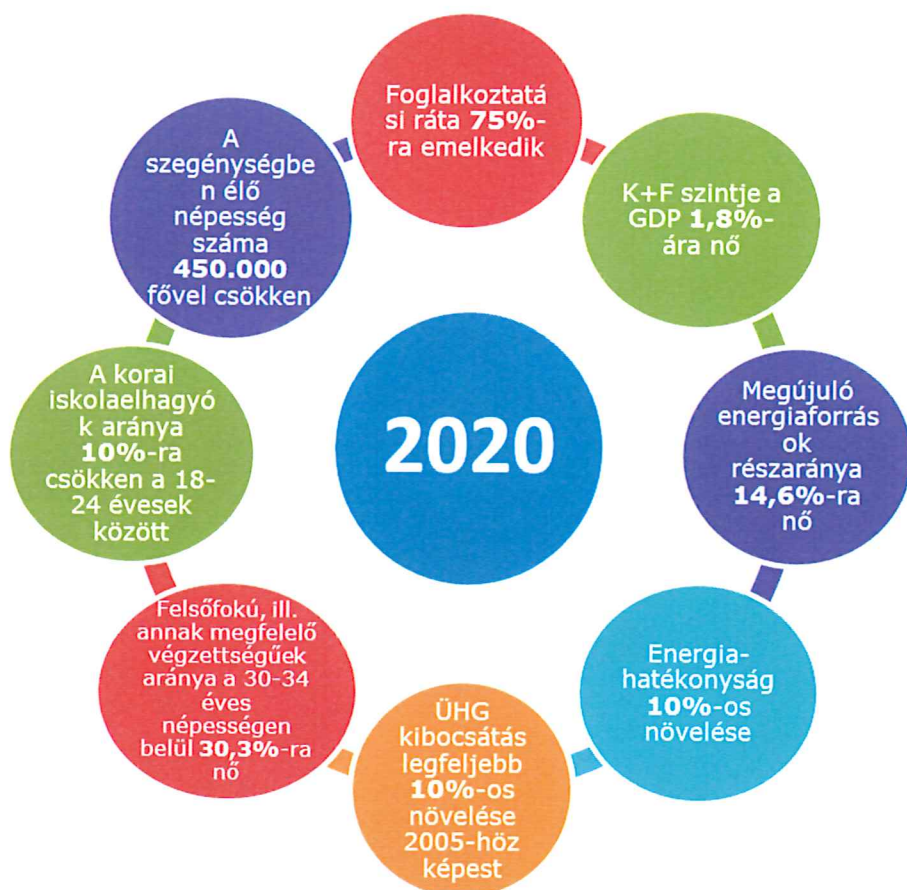 Foglalkoztatá
si ráta 75%-
ra emelkedik
K+F szintje a
GDP 1,8%-
ára nő
Megújuló
energiaforrás
ok
részaránya
14,6%-ra
nő
Energia-
hatékonyság
10%-os
növelése
ÜHG
kibocsátás
legfeljebb
10%-os
növelése
2005-höz
képest
Felsőfokú, ill.
annak megfelelő
végzettségűek
aránya a 30-34
éves
népességen
belül 30,3%-ra
nő
A korai
iskolaelhagyó
k aránya
10%-ra
csökken a 18-
24 évesek
között
A
szegénységbe
n élő
népesség
száma
450.000
fővel csökken
2020